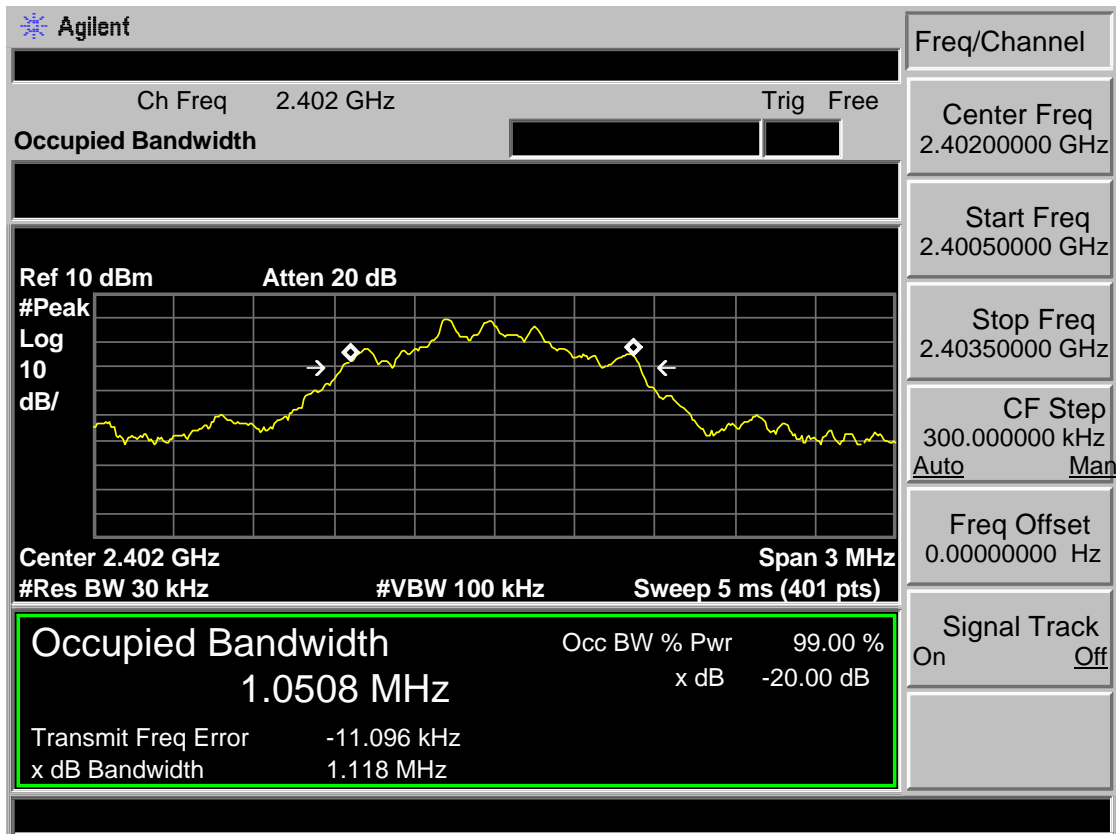 Agilent
Freq/Channel
Ch Freq 2.402 GHz Trig Free
Occupied Bandwidth
Center Freq
2.40200000 GHz
Start Freq
2.40050000 GHz
Stop Freq
2.40350000 GHz
CF Step
300.000000 kHz
Auto Man
Freq Offset
0.00000000 Hz
Signal Track
On Off
Ref 10 dBm Atten 20 dB
#Peak
Log
10
dB/
Center 2.402 GHz Span 3 MHz
#Res BW 30 kHz #VBW 100 kHz Sweep 5 ms (401 pts)
Occupied Bandwidth Occ BW % Pwr 99.00 %
1.0508 MHz x dB -20.00 dB
Transmit Freq Error -11.096 kHz
x dB Bandwidth 1.118 MHz